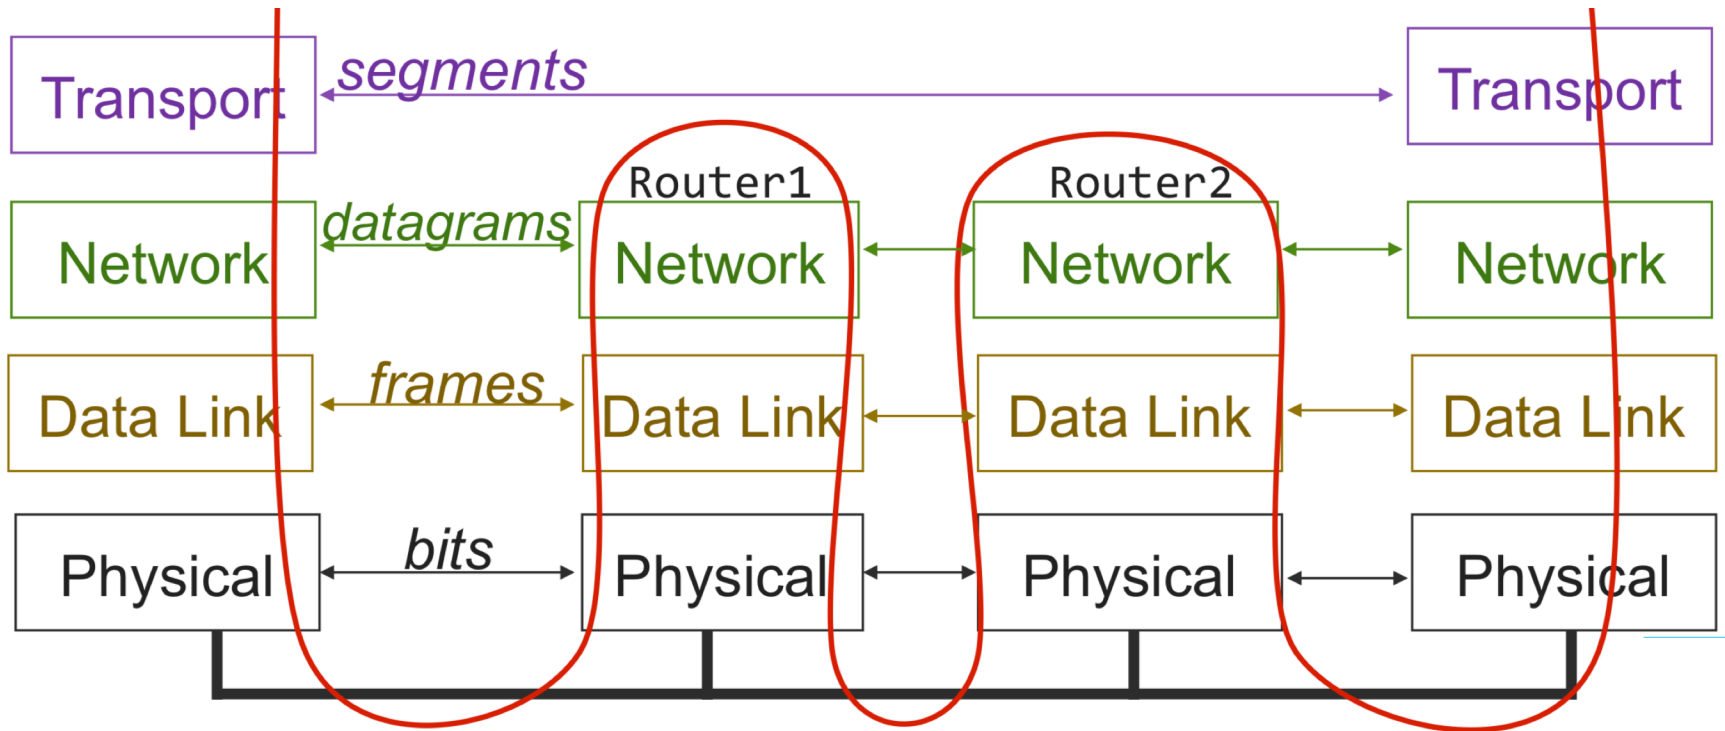 Transport segments Transport
Router1 Router2
Network datagrams Network Network Network
Data Link frames Data Link Data Link Data Link
Physical bits Physical Physical Physical